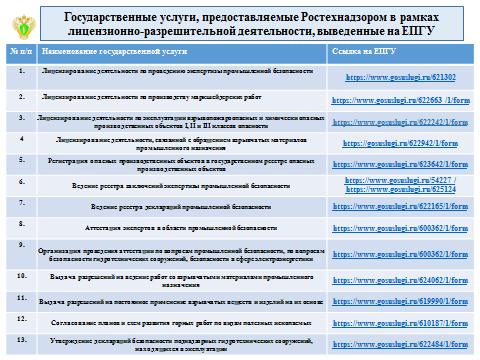 Государственные услуги, предоставляемые Ростехнадзором в рамках
лицензионно-разрешительной деятельности, выведенные на ЕПГУ
№ п/п Наименование государственной услуги Ссылка на ЕПГУ
1. Лицензирование деятельности по проведению экспертизы промышленной безопасности https://www.gosuslugi.ru/621302
2. Лицензирование деятельности по производству маркшейдерских работ https://www.gosuslugi.ru/622663 /1/form
3. Лицензирование деятельности по эксплуатации взрывопожароопасных и химически опасных
производственных объектов I, II и III классов опасности https://www.gosuslugi.ru/622242/1/form
4 Лицензирование деятельности, связанной с обращением взрывчатых материалов
промышленного назначения https://gosuslugi.ru/622942/1/form
5. Регистрация опасных производственных объектов в государственном реестре опасных
производственных объектов https://www.gosuslugi.ru/623642/1/form
6. Ведение реестра заключений экспертизы промышленной безопасности https://www.gosuslugi.ru/54227 /
https://www.gosuslugi.ru/625124
7. Ведение реестра деклараций промышленной безопасности https://www.gosuslugi.ru/622165/1/form
8. Аттестация экспертов в области промышленной безопасности https://www.gosuslugi.ru/600362/1/form
9. Организация проведения аттестации по вопросам промышленной безопасности, по вопросам
безопасности гидротехнических сооружений, безопасности в сфере электроэнергетики https://www.gosuslugi.ru/600362/1/form
10. Выдача разрешений на ведение работ со взрывчатыми материалами промышленного
назначения https://www.gosuslugi.ru/624062/1/form
11. Выдача разрешений на постоянное применение взрывчатых веществ и изделий на их основе https://www.gosuslugi.ru/619990/1/form
12. Согласование планов и схем развития горных работ по видам полезных ископаемых https://www.gosuslugi.ru/610187/1/form
13. Утверждение деклараций безопасности поднадзорных гидротехнических сооружений,
находящихся в эксплуатации https://www.gosuslugi.ru/622484/1/form